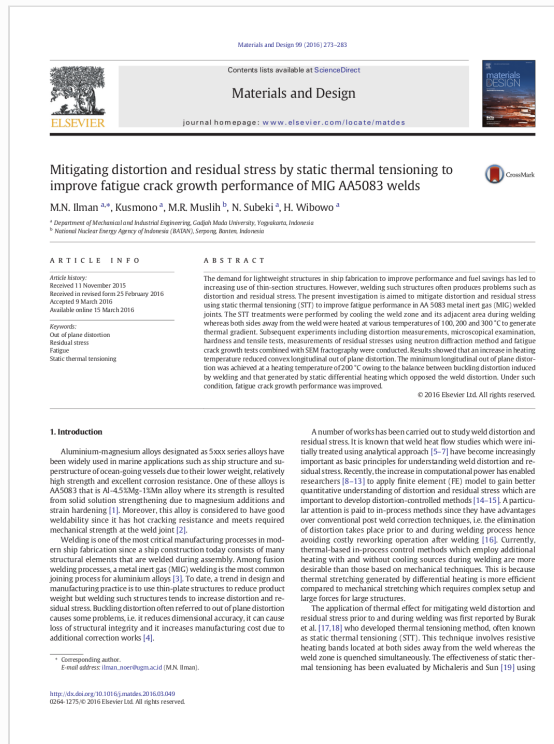 Materials and Design 99 (2016) 273–283
Contents lists available at ScienceDirect
Materials and Design
journal homepage: www.elsevier.com/locate/matdes
ELSEVIER
materials
DESIGN
Mitigating distortion and residual stress by static thermal tensioning to
improve fatigue crack growth performance of MIG AA5083 welds
CrossMark
M.N. Ilman a,*, Kusmono a, M.R. Muslih b, N. Subeki a, H. Wibowo a
a Department of Mechanical and Industrial Engineering, Gadjah Mada University, Yogyakarta, Indonesia
b National Nuclear Energy Agency of Indonesia (BATAN), Serpong, Banten, Indonesia
ARTICLE INFO
Article history:
Received 11 November 2015
Received in revised form 25 February 2016
Accepted 9 March 2016
Available online 15 March 2016
Keywords:
Out of plane distortion
Residual stress
Fatigue
Static thermal tensioning
ABSTRACT
The demand for lightweight structures in ship fabrication to improve performance and fuel savings has led to
increasing use of thin-section structures. However, welding such structures often produces problems such as
distortion and residual stress. The present investigation is aimed to mitigate distortion and residual stress
using static thermal tensioning (STT) to improve fatigue performance in AA 5083 metal inert gas (MIG) welded
joints. The STT treatments were performed by cooling the weld zone and its adjacent area during welding
whereas both sides away from the weld were heated at various temperatures of 100, 200 and 300 °C to generate
thermal gradient. Subsequent experiments including distortion measurements, microscopical examination,
hardness and tensile tests, measurements of residual stresses using neutron diffraction method and fatigue
crack growth tests combined with SEM fractography were conducted. Results showed that an increase in heating
temperature reduced convex longitudinal out of plane distortion. The minimum longitudinal out of plane distor-
tion was achieved at a heating temperature of 200 °C owing to the balance between buckling distortion induced
by welding and that generated by static differential heating which opposed the weld distortion. Under such
condition, fatigue crack growth performance was improved.
© 2016 Elsevier Ltd. All rights reserved.
1. Introduction
Aluminium-magnesium alloys designated as 5xxx series alloys have
been widely used in marine applications such as ship structure and su-
perstructure of ocean-going vessels due to their lower weight, relatively
high strength and excellent corrosion resistance. One of these alloys is
AA5083 that is Al-4.5%Mg-1%Mn alloy where its strength is resulted
from solid solution strengthening due to magnesium additions and
strain hardening [1]. Moreover, this alloy is considered to have good
weldability since it has hot cracking resistance and meets required
mechanical strength at the weld joint [2].
Welding is one of the most critical manufacturing processes in mod-
ern ship fabrication since a ship construction today consists of many
structural elements that are welded during assembly. Among fusion
welding processes, a metal inert gas (MIG) welding is the most common
joining process for aluminium alloys [3]. To date, a trend in design and
manufacturing practice is to use thin-plate structures to reduce product
weight but welding such structures tends to increase distortion and re-
sidual stress. Buckling distortion often referred to out of plane distortion
causes some problems, i.e. it reduces dimensional accuracy, it can cause
loss of structural integrity and it increases manufacturing cost due to
additional correction works [4].
* Corresponding author.
E-mail address: ilman_noer@ugm.ac.id (M.N. Ilman).
A number of works has been carried out to study weld distortion and
residual stress. It is known that weld heat flow studies which were ini-
tially treated using analytical approach [5–7] have become increasingly
important as basic principles for understanding weld distortion and re-
sidual stress. Recently, the increase in computational power has enabled
researchers [8–13] to apply finite element (FE) model to gain better
quantitative understanding of distortion and residual stress which are
important to develop distortion-controlled methods [14–15]. A particu-
lar attention is paid to in-process methods since they have advantages
over conventional post weld correction techniques, i.e. the elimination
of distortion takes place prior to and during welding process hence
avoiding costly reworking operation after welding [16]. Currently,
thermal-based in-process control methods which employ additional
heating with and without cooling sources during welding are more
desirable than those based on mechanical techniques. This is because
thermal stretching generated by differential heating is more efficient
compared to mechanical stretching which requires complex setup and
large forces for large structures.
The application of thermal effect for mitigating weld distortion and
residual stress prior to and during welding was first reported by Burak
et al. [17,18] who developed thermal tensioning method, often known
as static thermal tensioning (STT). This technique involves resistive
heating bands located at both sides away from the weld whereas the
weld zone is quenched simultaneously. The effectiveness of static ther-
mal tensioning has been evaluated by Michaleris and Sun [19] using
http://dx.doi.org/10.1016/j.matdes.2016.03.049
0264-1275/© 2016 Elsevier Ltd. All rights reserved.